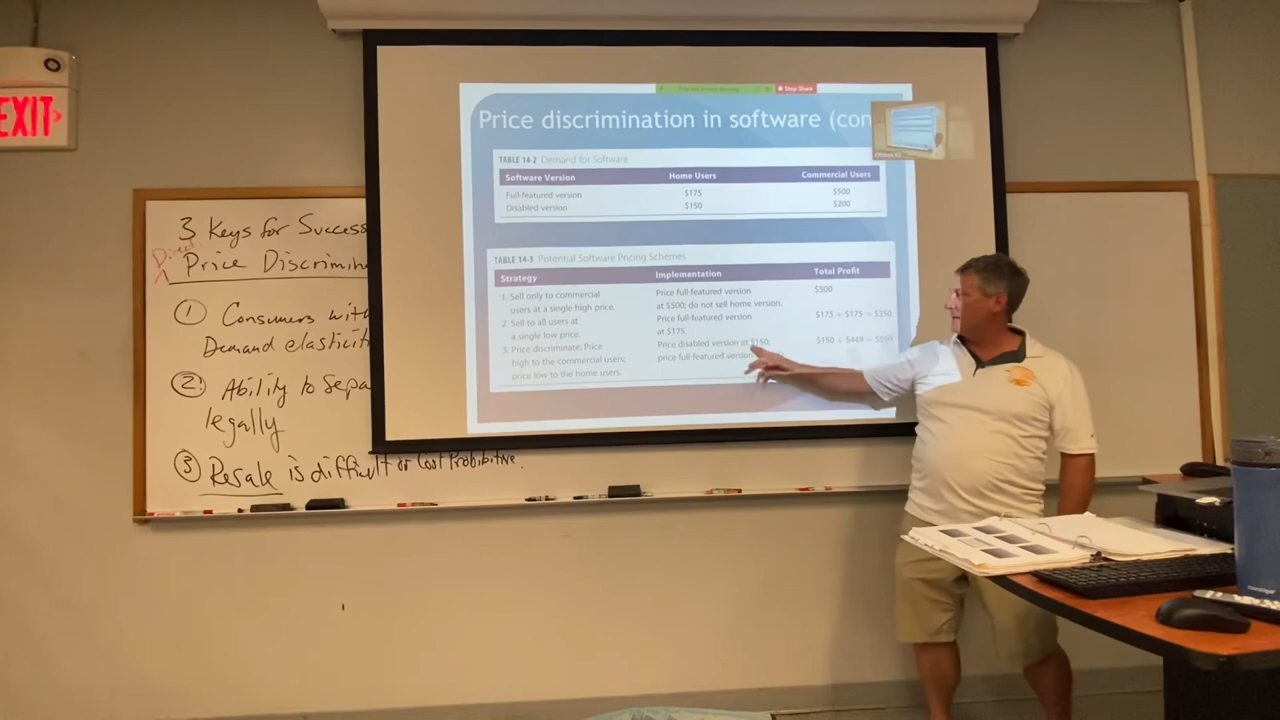 EXIT
Stop Share
Price discrimination in software (con
TABLE 14-2 Demand for Software
Software Version Home Users Commercial Users
Full-featured version $175 $500
Disabled version $150 $200
TABLE 14-3 Potential Software Pricing Schemes
Strategy Implementation Total Profit
1. Sell only to commercial Price full-featured version $500
users at a single high price. at $500; do not sell home version.
2. Sell to all users at Price full-featured version $175 + $175 = $350
a single low price. at $175.
3. Price discriminate: Price Price disabled version at $150; $150 + $449 = $599
high to the commercial users; price full-featured version
price low to the home users.
3 Keys for Success
Direct
Price Discrimin
① Consumers with
Demand elasticiti
② Ability to Sepa
legally
③ Resale is difficult or Cost Prohibitive.